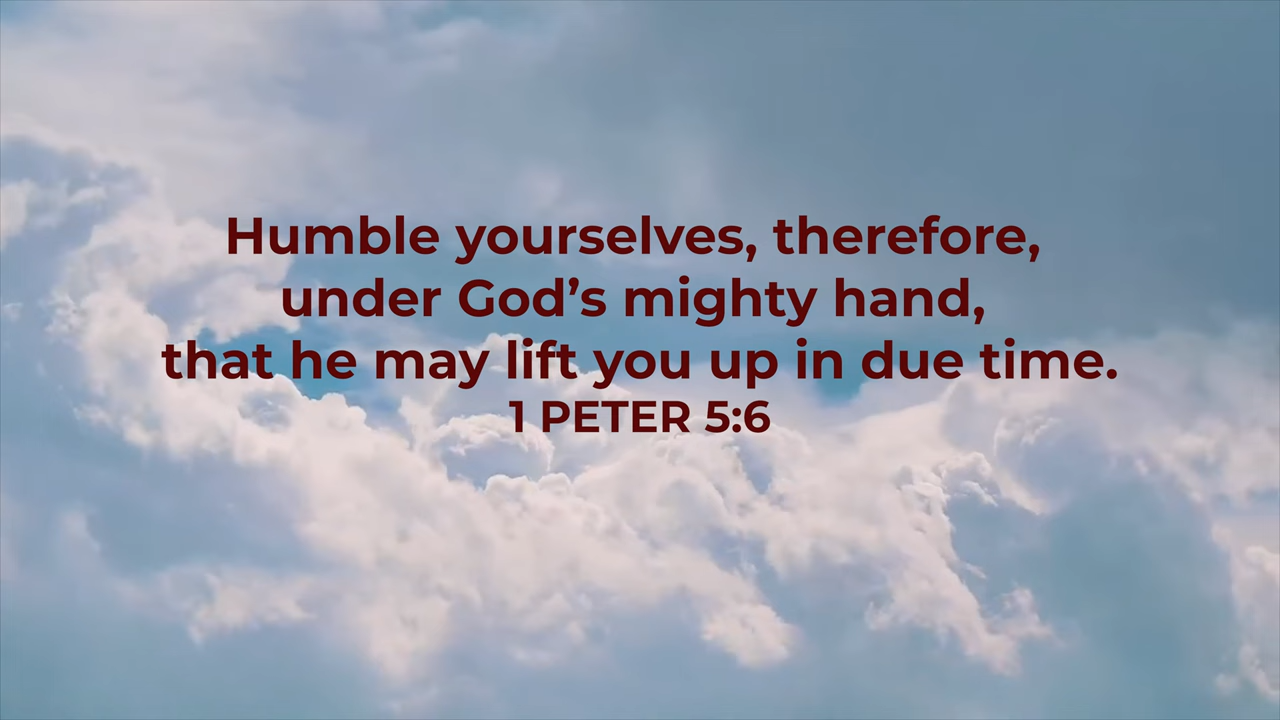 Humble yourselves, therefore,
under God’s mighty hand,
that he may lift you up in due time.
1 PETER 5:6